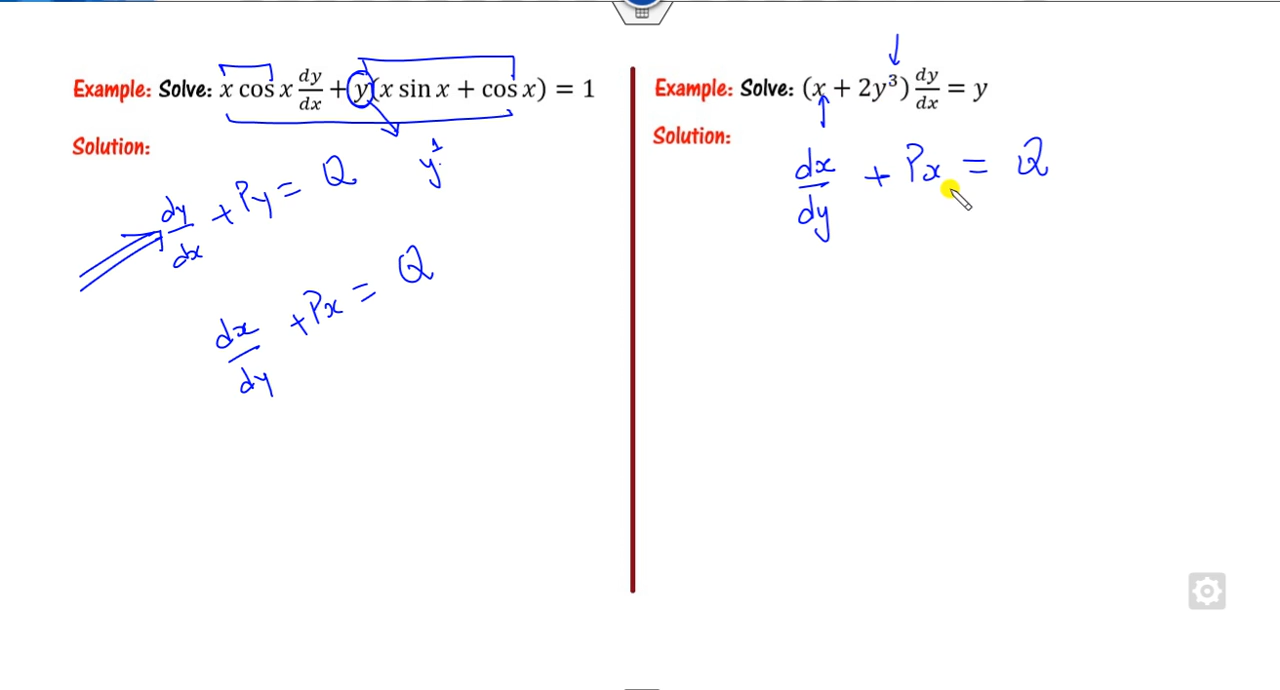 Example: Solve: x cos x dy/dx + y(x sin x + cos x) = 1
Solution:
dy/dx + Py = Q
y¹
dx/dy + Px = Q
Example: Solve: (x + 2y³) dy/dx = y
Solution:
dx/dy + Px = Q